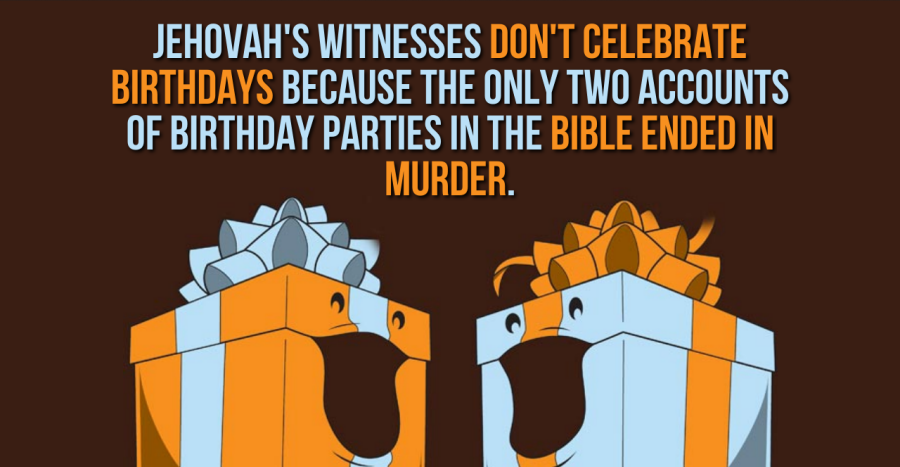 JEHOVAH'S WITNESSES DON'T CELEBRATE
BIRTHDAYS BECAUSE THE ONLY TWO ACCOUNTS
OF BIRTHDAY PARTIES IN THE BIBLE ENDED IN
MURDER.